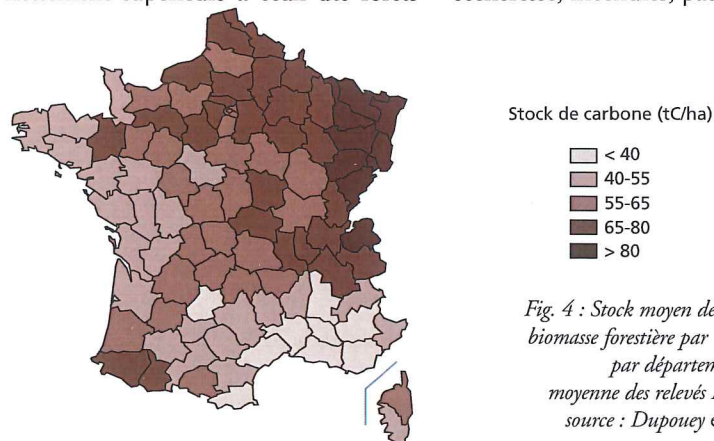 Stock de carbone (tC/ha)
< 40
40-55
55-65
65-80
> 80
Fig. 4 : Stock moyen de
biomasse forestière par
par départem
moyenne des relevés
source : Dupouey